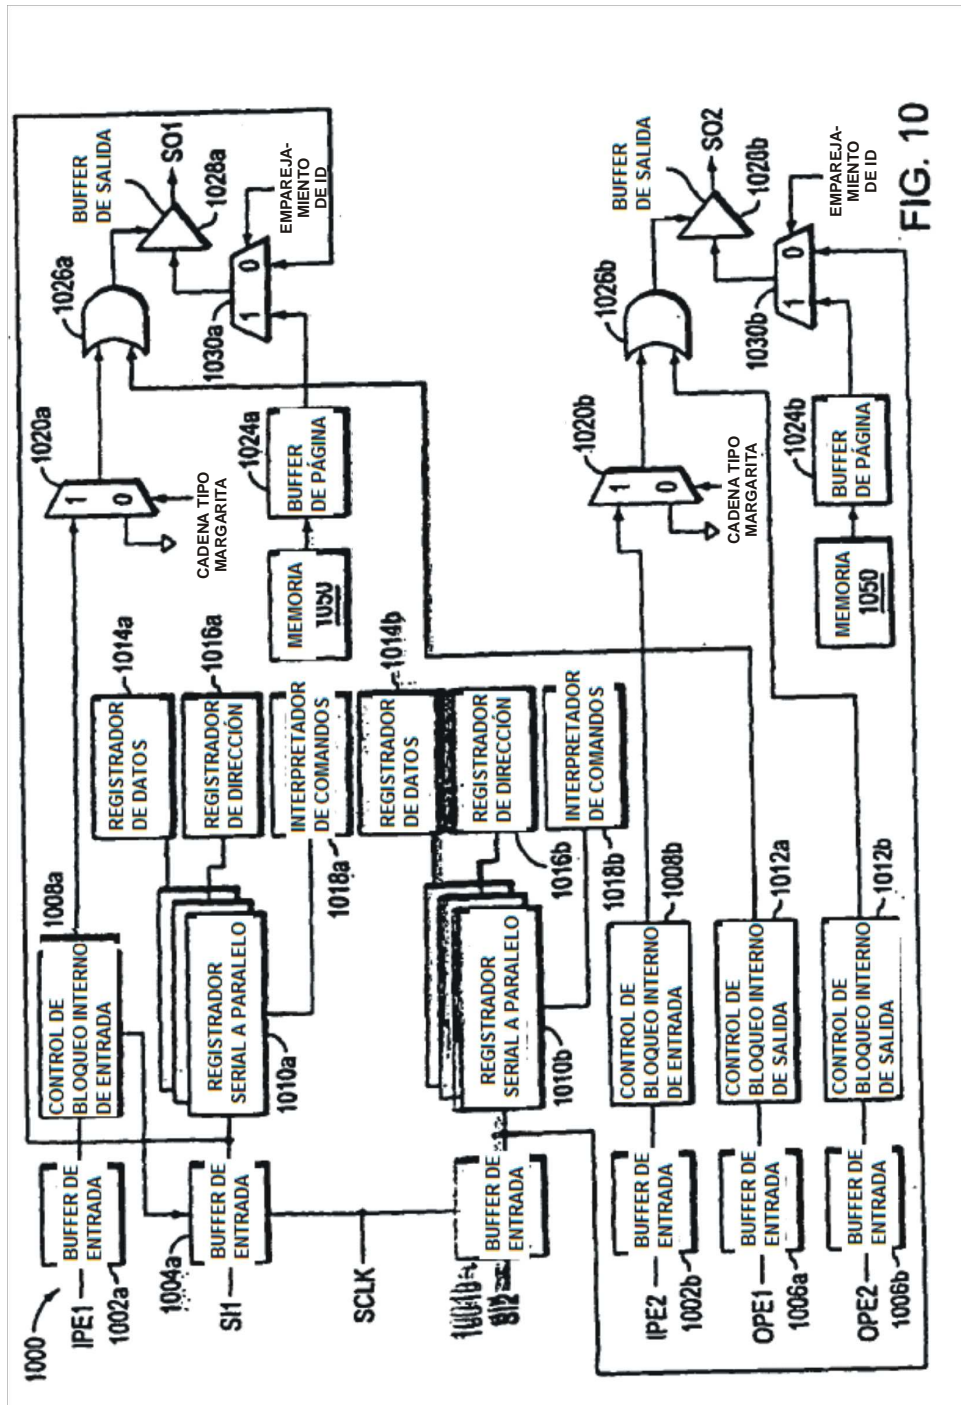 1000
IPE1
1002a
BUFFER DE
ENTRADA
CONTROL DE
BLOQUEO INTERNO
DE ENTRADA
1008a
1020a
1
0
CADENA TIPO
MARGARITA
1026a
BUFFER
DE SALIDA
SO1
1028a
EMPAREJA-
MIENTO
DE ID
1
0
1030a
1004a
SI1
BUFFER DE
ENTRADA
REGISTRADOR
SERIAL A PARALELO
1010a
REGISTRADOR
DE DATOS
1014a
REGISTRADOR
DE DIRECCIÓN
1016a
INTERPRETADOR
DE COMANDOS
1018a
MEMORIA
1050
BUFFER
DE PÁGINA
1024a
SCLK
BUFFER DE
ENTRADA
REGISTRADOR
SERIAL A PARALELO
1010b
REGISTRADOR
DE DATOS
1014b
REGISTRADOR
DE DIRECCIÓN
1016b
INTERPRETADOR
DE COMANDOS
1018b
IPE2
1002b
BUFFER DE
ENTRADA
CONTROL DE
BLOQUEO INTERNO
DE ENTRADA
1008b
1020b
1
0
CADENA TIPO
MARGARITA
1026b
BUFFER
DE SALIDA
SO2
1028b
EMPAREJA-
MIENTO
DE ID
1
0
1030b
OPE1
1006a
BUFFER DE
ENTRADA
CONTROL DE
BLOQUEO INTERNO
DE SALIDA
1012a
OPE2
1006b
BUFFER DE
ENTRADA
CONTROL DE
BLOQUEO INTERNO
DE SALIDA
1012b
MEMORIA
1050
BUFFER
DE PÁGINA
1024b
FIG. 10